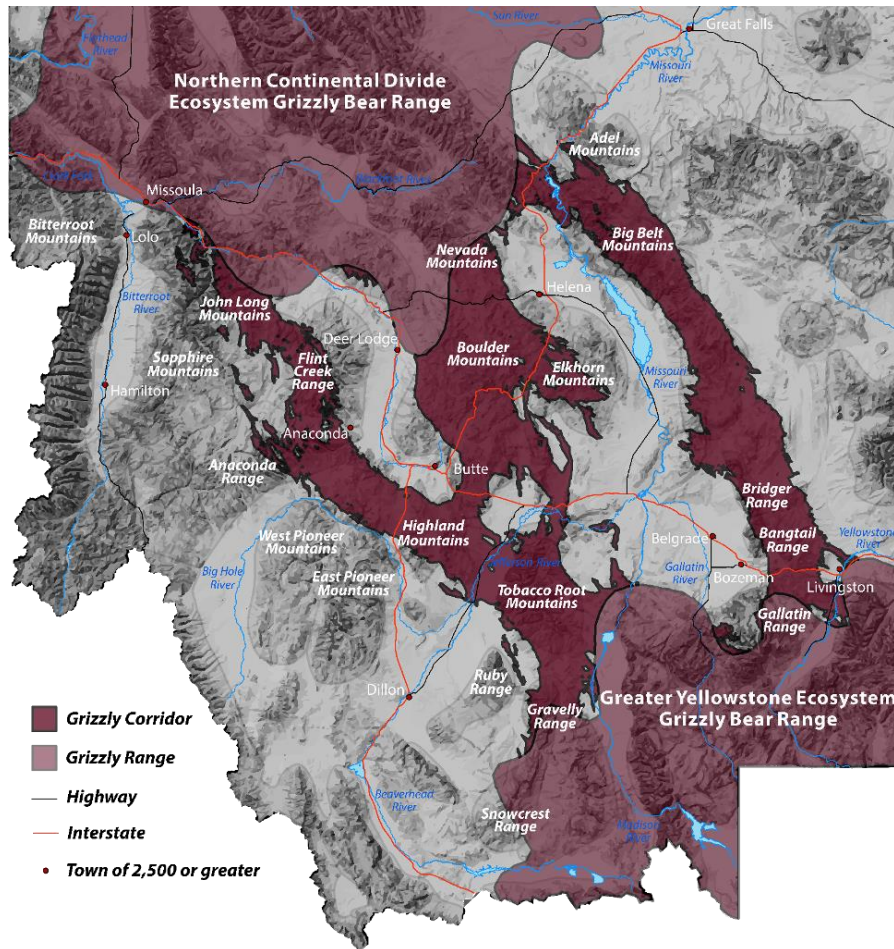 Flathead
River
Sun River
Great Falls
Missouri
River
Northern Continental Divide
Ecosystem Grizzly Bear Range
Adel
Mountains
Missoula
Bitterroot
Mountains
Lolo
Big Belt
Mountains
Nevada
Mountains
Bitterroot
River
Helena
John Long
Mountains
Deer Lodge
Boulder
Mountains
Sapphire
Mountains
Flint
Creek
Range
Elkhorn
Mountains
Missouri
River
Hamilton
Anaconda
Anaconda
Range
Butte
Bridger
Range
Highland
Mountains
West Pioneer
Mountains
Belgrade
Bangtail
Range
Yellowstone
River
Big Hole
River
East Pioneer
Mountains
Jefferson River
Gallatin
River
Bozeman
Livingston
Tobacco Root
Mountains
Gallatin
Range
Ruby
Range
Dillon
Greater Yellowstone Ecosystem
Grizzly Bear Range
Gravelly
Range
Grizzly Corridor
Grizzly Range
Highway
Interstate
Town of 2,500 or greater
Beaverhead
River
Snowcrest
Range
Madison
River